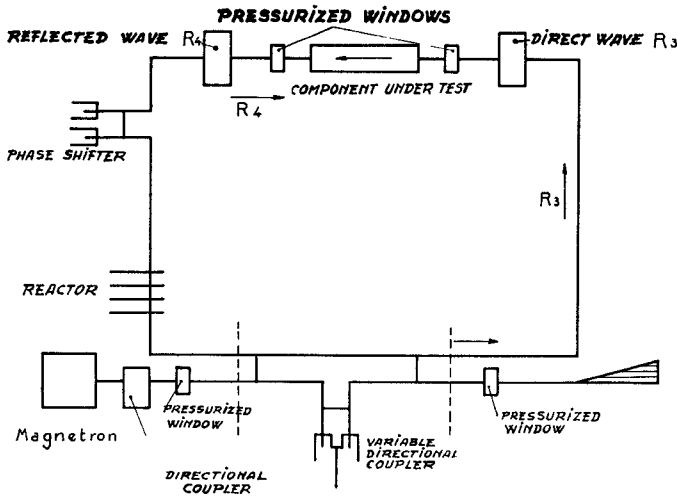 PRESSURIZED WINDOWS
REFLECTED WAVE R4
DIRECT WAVE R3
COMPONENT UNDER TEST
R4
PHASE SHIFTER
R3
REACTOR
Magnetron
PRESSURIZED
WINDOW
DIRECTIONAL
COUPLER
VARIABLE
DIRECTIONAL
COUPLER
PRESSURIZED
WINDOW